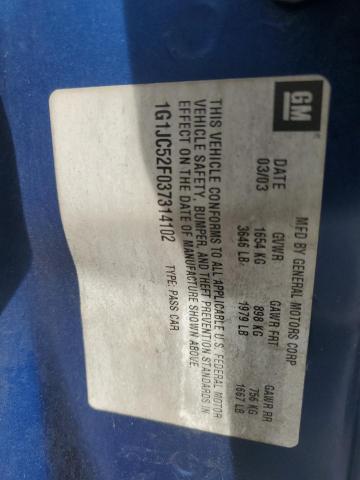 GM
MFD BY GENERAL MOTORS CORP
DATE GVWR GAWR FRT GAWR RR
03/03 1654 KG 898 KG 756 KG
3646 LB 1979 LB 1667 LB
THIS VEHICLE CONFORMS TO ALL APPLICABLE U.S. FEDERAL MOTOR
VEHICLE SAFETY, BUMPER, AND THEFT PREVENTION STANDARDS IN
EFFECT ON THE DATE OF MANUFACTURE SHOWN ABOVE
1G1JC52F037314102 TYPE: PASS CAR